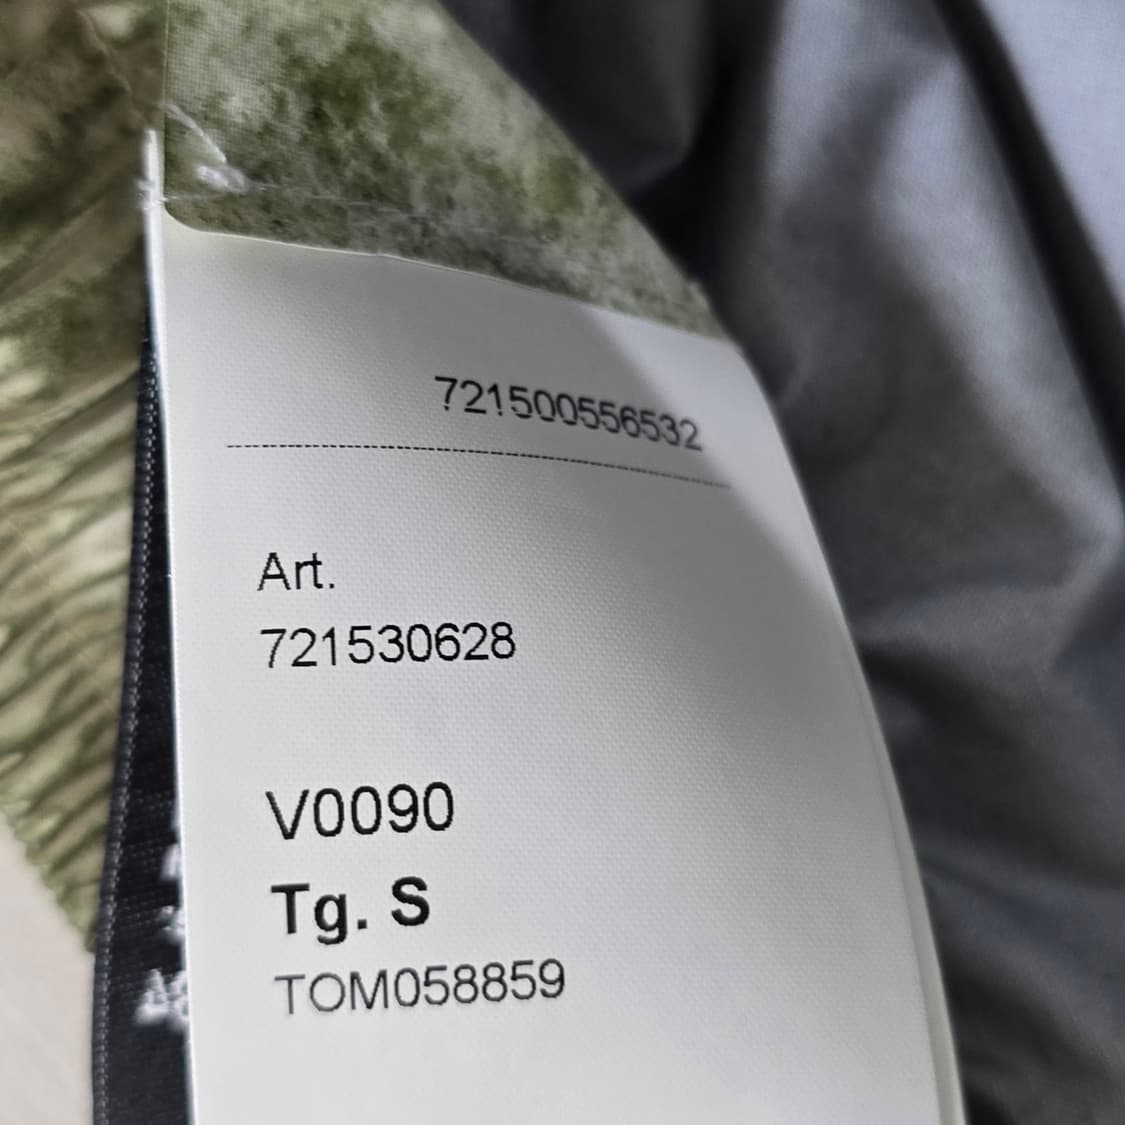 721500556532
Art.
721530628
V0090
Tg. S
TOM058859